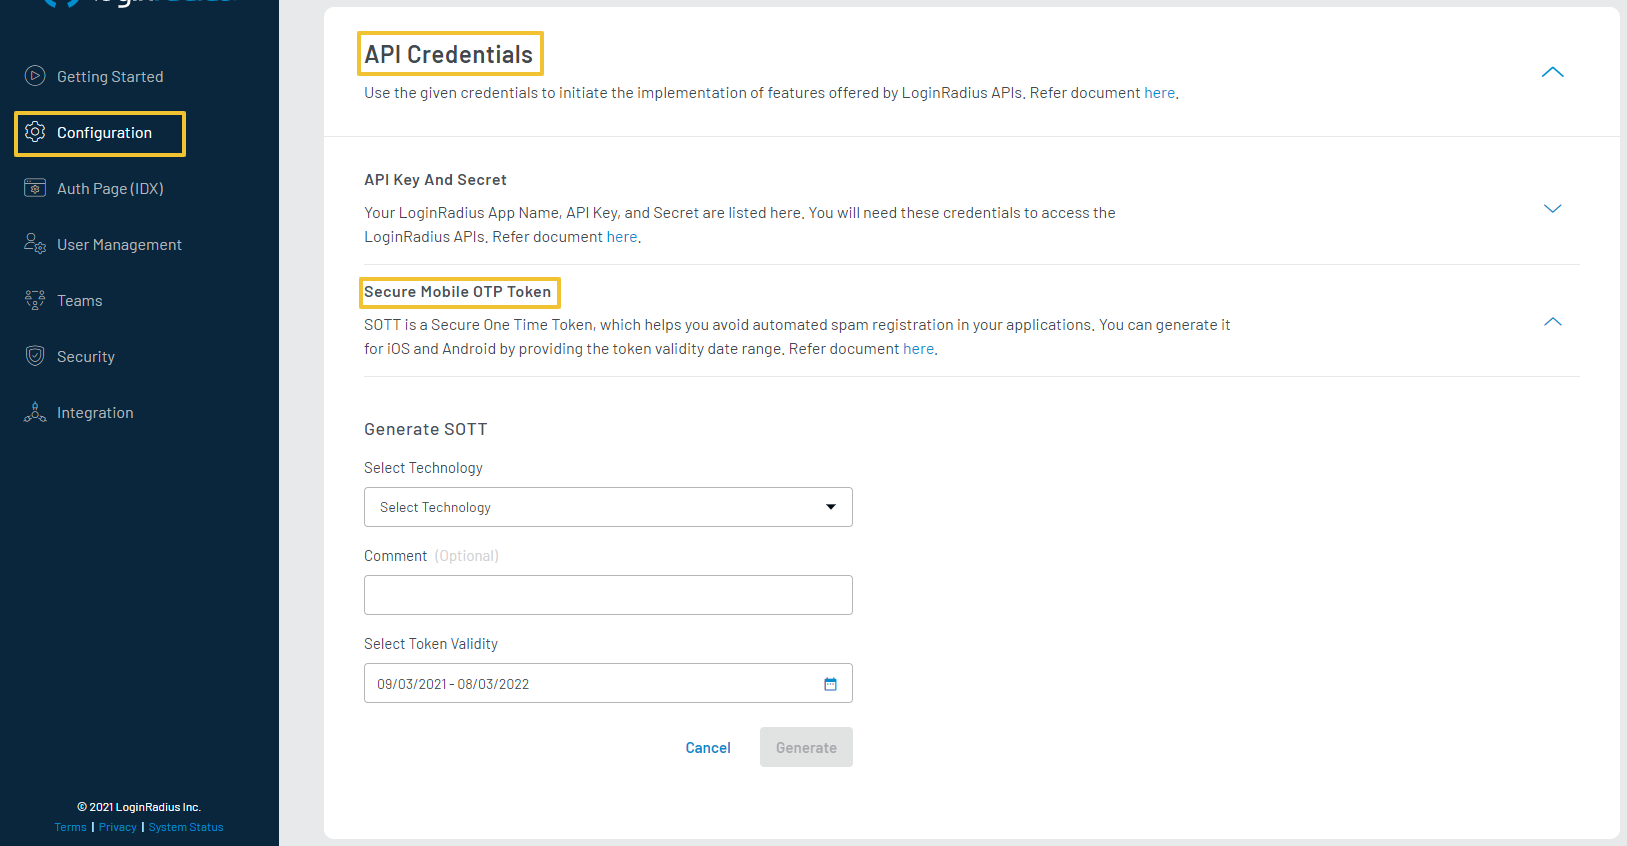 Getting Started
Configuration
Auth Page (IDX)
User Management
Teams
Security
Integration
© 2021 LoginRadius Inc.
Terms | Privacy | System Status
API Credentials
Use the given credentials to initiate the implementation of features offered by LoginRadius APIs. Refer document here.
API Key And Secret
Your LoginRadius App Name, API Key, and Secret are listed here. You will need these credentials to access the
LoginRadius APIs. Refer document here.
Secure Mobile OTP Token
SOTT is a Secure One Time Token, which helps you avoid automated spam registration in your applications. You can generate it
for iOS and Android by providing the token validity date range. Refer document here.
Generate SOTT
Select Technology
Select Technology
Comment (Optional)
Select Token Validity
09/03/2021 - 08/03/2022
Cancel
Generate